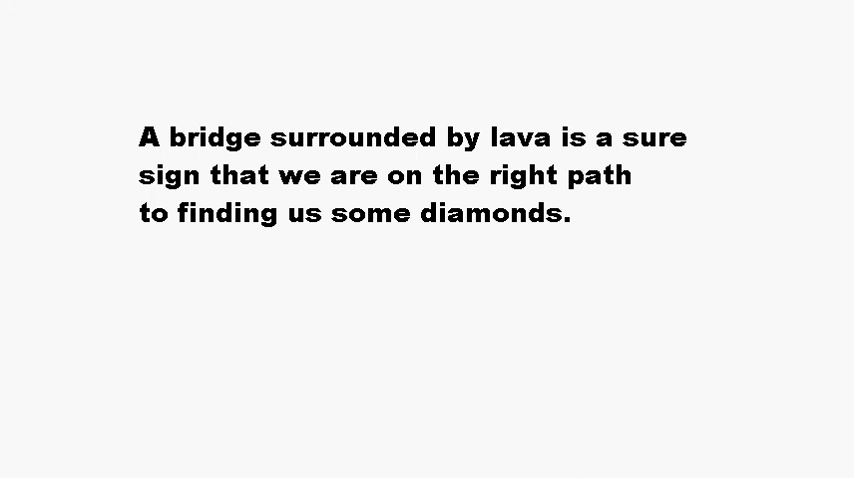 A bridge surrounded by lava is a sure
sign that we are on the right path
to finding us some diamonds.